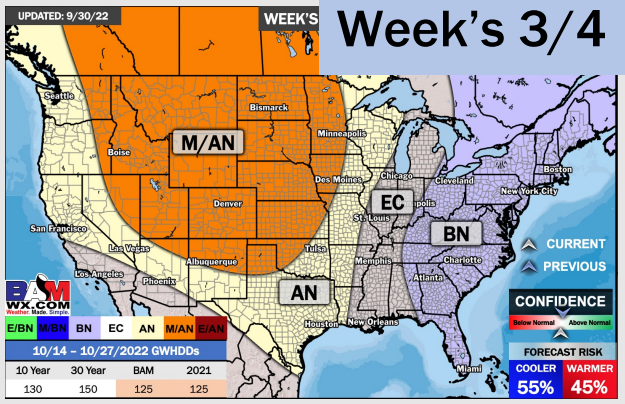 UPDATED: 9/30/22
WEEK'S
Week's 3/4
Seattle
Bismarck
Minneapolis
M/AN
Boise
Boston
Des Moines
Chicago
Cleveland
New York City
Denver
EC
polis
St. Louis
BN
San Francisco
Las Vegas
Albuquerque
Tulsa
Memphis
Charlotte
CURRENT
Los Angeles
Phoenix
Atlanta
PREVIOUS
AN
BAM
WX.COM
Weather. Made. Simple.
Houston
New Orleans
CONFIDENCE
Below Normal
Above Normal
E/BN M/BN BN EC AN M/AN E/AN
10/14 – 10/27/2022 GWHDDs
FORECAST RISK
10 Year 30 Year BAM 2021
Miami
COOLER WARMER
130 150 125 125
55% 45%